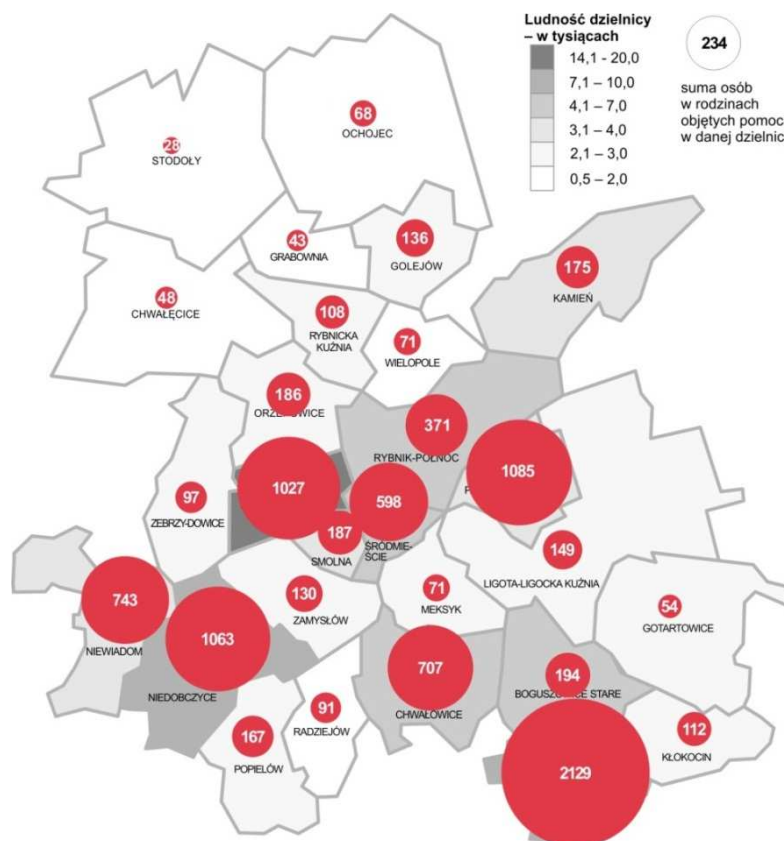 Ludność dzielnicy
– w tysiącach
14,1 - 20,0
7,1 – 10,0
4,1 – 7,0
3,1 – 4,0
2,1 – 3,0
0,5 – 2,0
234
suma osób
w rodzinach
objętych pomoc
w danej dzielnic
68
OCHOJEC
28
STODOŁY
43
GRABOWNIA
136
GOLEJÓW
175
KAMIEŃ
48
CHWAŁĘCICE
108
RYBNICKA
KUŹNIA
71
WIELOPOLE
186
371
RYBNIK-PÓŁNOC
1085
1027
598
ŚRÓDMIE-
ŚCIE
187
SMOLNA
97
ZEBRZY-DOWICE
149
LIGOTA-LIGOCKA KUŹNIA
743
NIEWIADOM
130
ZAMYSŁÓW
71
MEKSYK
54
GOTARTOWICE
1063
NIEDOBCZYCE
707
CHWAŁOWICE
194
STARE
91
RADZIEJÓW
167
POPIELÓW
112
KŁOKOCIN
2129